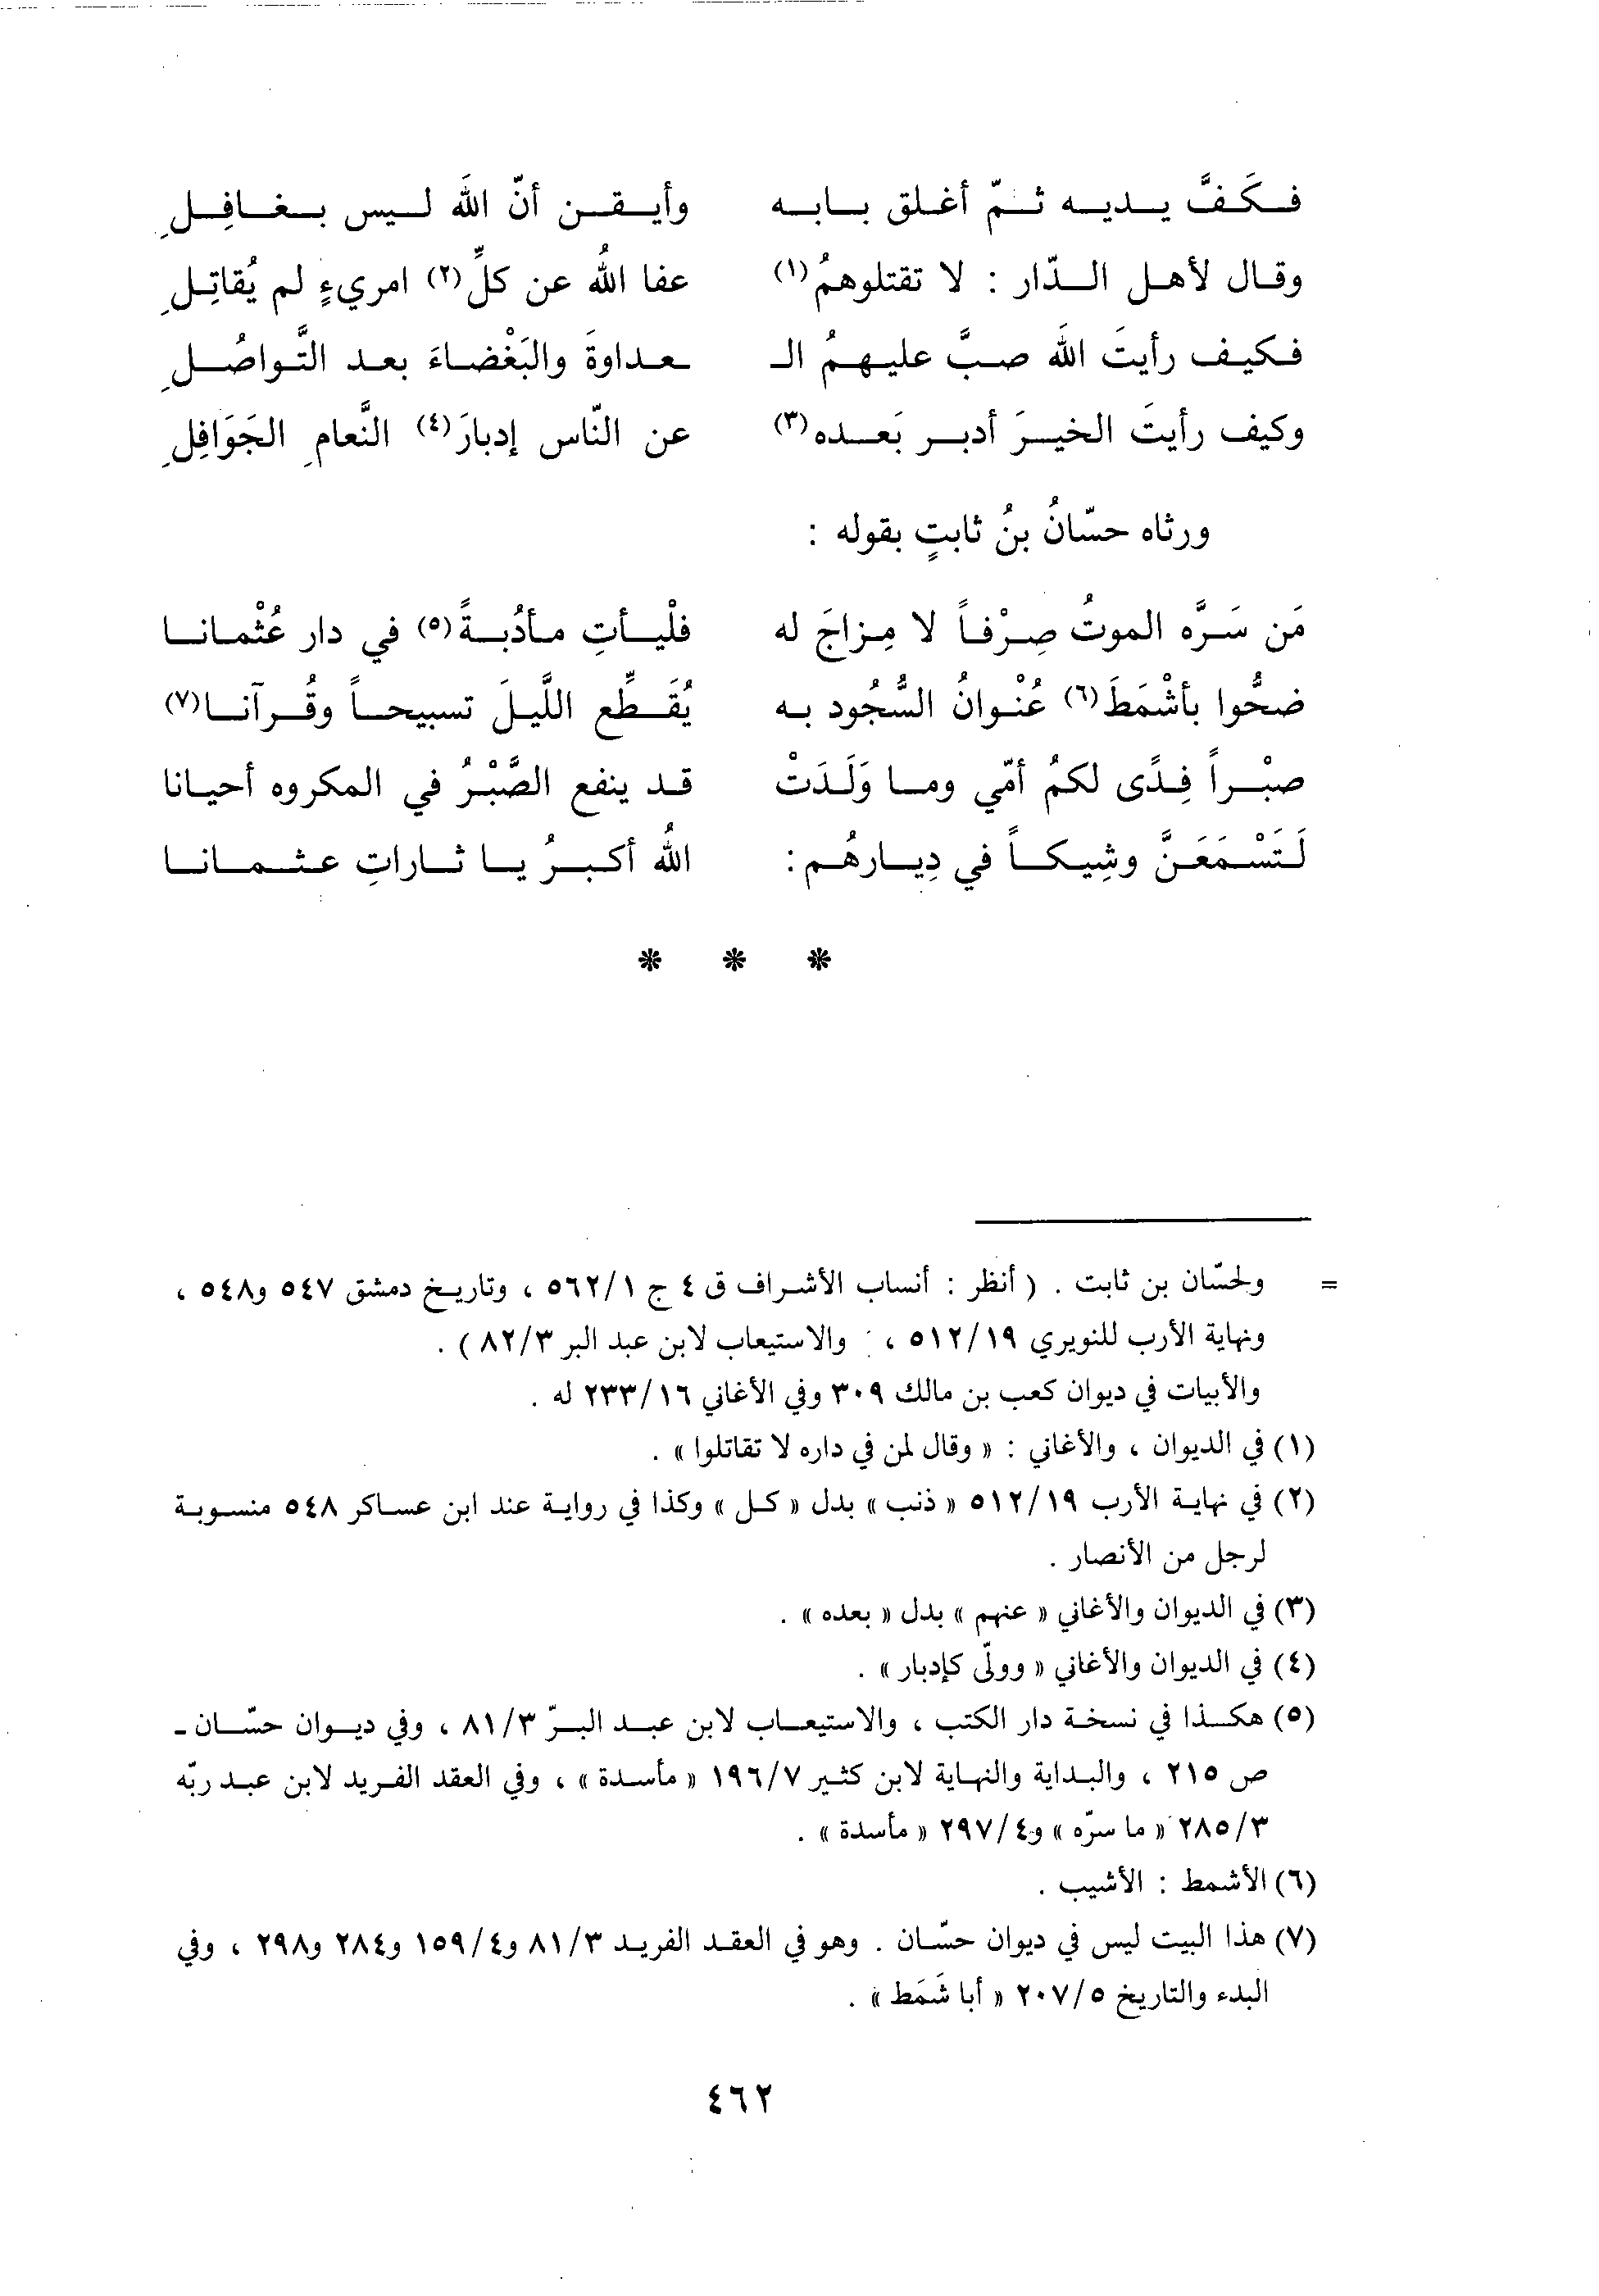 فكَفَّ يديه ثمّ أغلق بابه وأيقن أنّ اللَه ليس بغافِلِ
وقال لأهل الدّار : لا تقتلوهمُ (١) عفا اللهُ عن كلِّ (٢) امريءٍ لم يُقاتِلِ
فكيف رأيتَ اللَه صبَّ عليهمُ الـ ـعداوةَ والبَغْضاءَ بعد التَّواصُلِ
وكيف رأيتَ الخيرَ أدبر بَعده (٣) عن النّاس إدبارَ (٤) النَّعامِ الجَوَافِلِ
ورثاه حسّانُ بنُ ثابتٍ بقوله :
مَن سَرَّه الموتُ صِرْفاً لا مِزاجَ له فلْيأتِ مأدُبةً (٥) في دار عُثْمانا
ضحُّوا بأشْمَطَ (٦) عُنْوانُ السُّجُود به يُقَطِّع اللَّيلَ تسبيحاً وقُرآنا (٧)
صبْراً فِدًى لكمُ أمّي وما وَلَدَتْ قد ينفع الصَّبْرُ في المكروه أحيانا
لَتَسْمَعَنَّ وشِيكاً في دِيارهُم: اللهُ أكبرُ يا ثاراتِ عثمانا
* * *
= ولحسّان بن ثابت . ( أنظر : أنساب الأشراف ق ٤ ج ٥٦٢/١ ، وتاريخ دمشق ٥٤٧ و٥٤٨ ،
ونهاية الأرب للنويري ٥١٢/١٩ ، والاستيعاب لابن عبد البر ٨٢/٣ ) .
والأبيات في ديوان كعب بن مالك ٣٠٩ وفي الأغاني ٢٣٣/١٦ له .
(١) في الديوان ، والأغاني : « وقال لمن في داره لا تقاتلوا » .
(٢) في نهاية الأرب ٥١٢/١٩ « ذنب » بدل « كل » وكذا في رواية عند ابن عساكر ٥٤٨ منسوبة
لرجل من الأنصار .
(٣) في الديوان والأغاني « عنهم » بدل « بعده » .
(٤) في الديوان والأغاني « وولّى كإدبار » .
(٥) هكذا في نسخة دار الكتب ، والاستيعاب لابن عبد البرّ ٨١/٣ ، وفي ديوان حسّان ـ
ص ٢١٥ ، والبداية والنهاية لابن كثير ١٩٦/٧ « مأسدة » ، وفي العقد الفريد لابن عبد ربّه
٢٨٥/٣ « ما سرّه » و٢٩٧/٤ « مأسدة » .
(٦) الأشمط : الأشيب .
(٧) هذا البيت ليس في ديوان حسّان . وهو في العقد الفريد ٨١/٣ و١٥٩/٤ و٢٨٤ و٢٩٨ ، وفي
البدء والتاريخ ٢٠٧/٥ « أبا شَمَط » .
٤٦٢